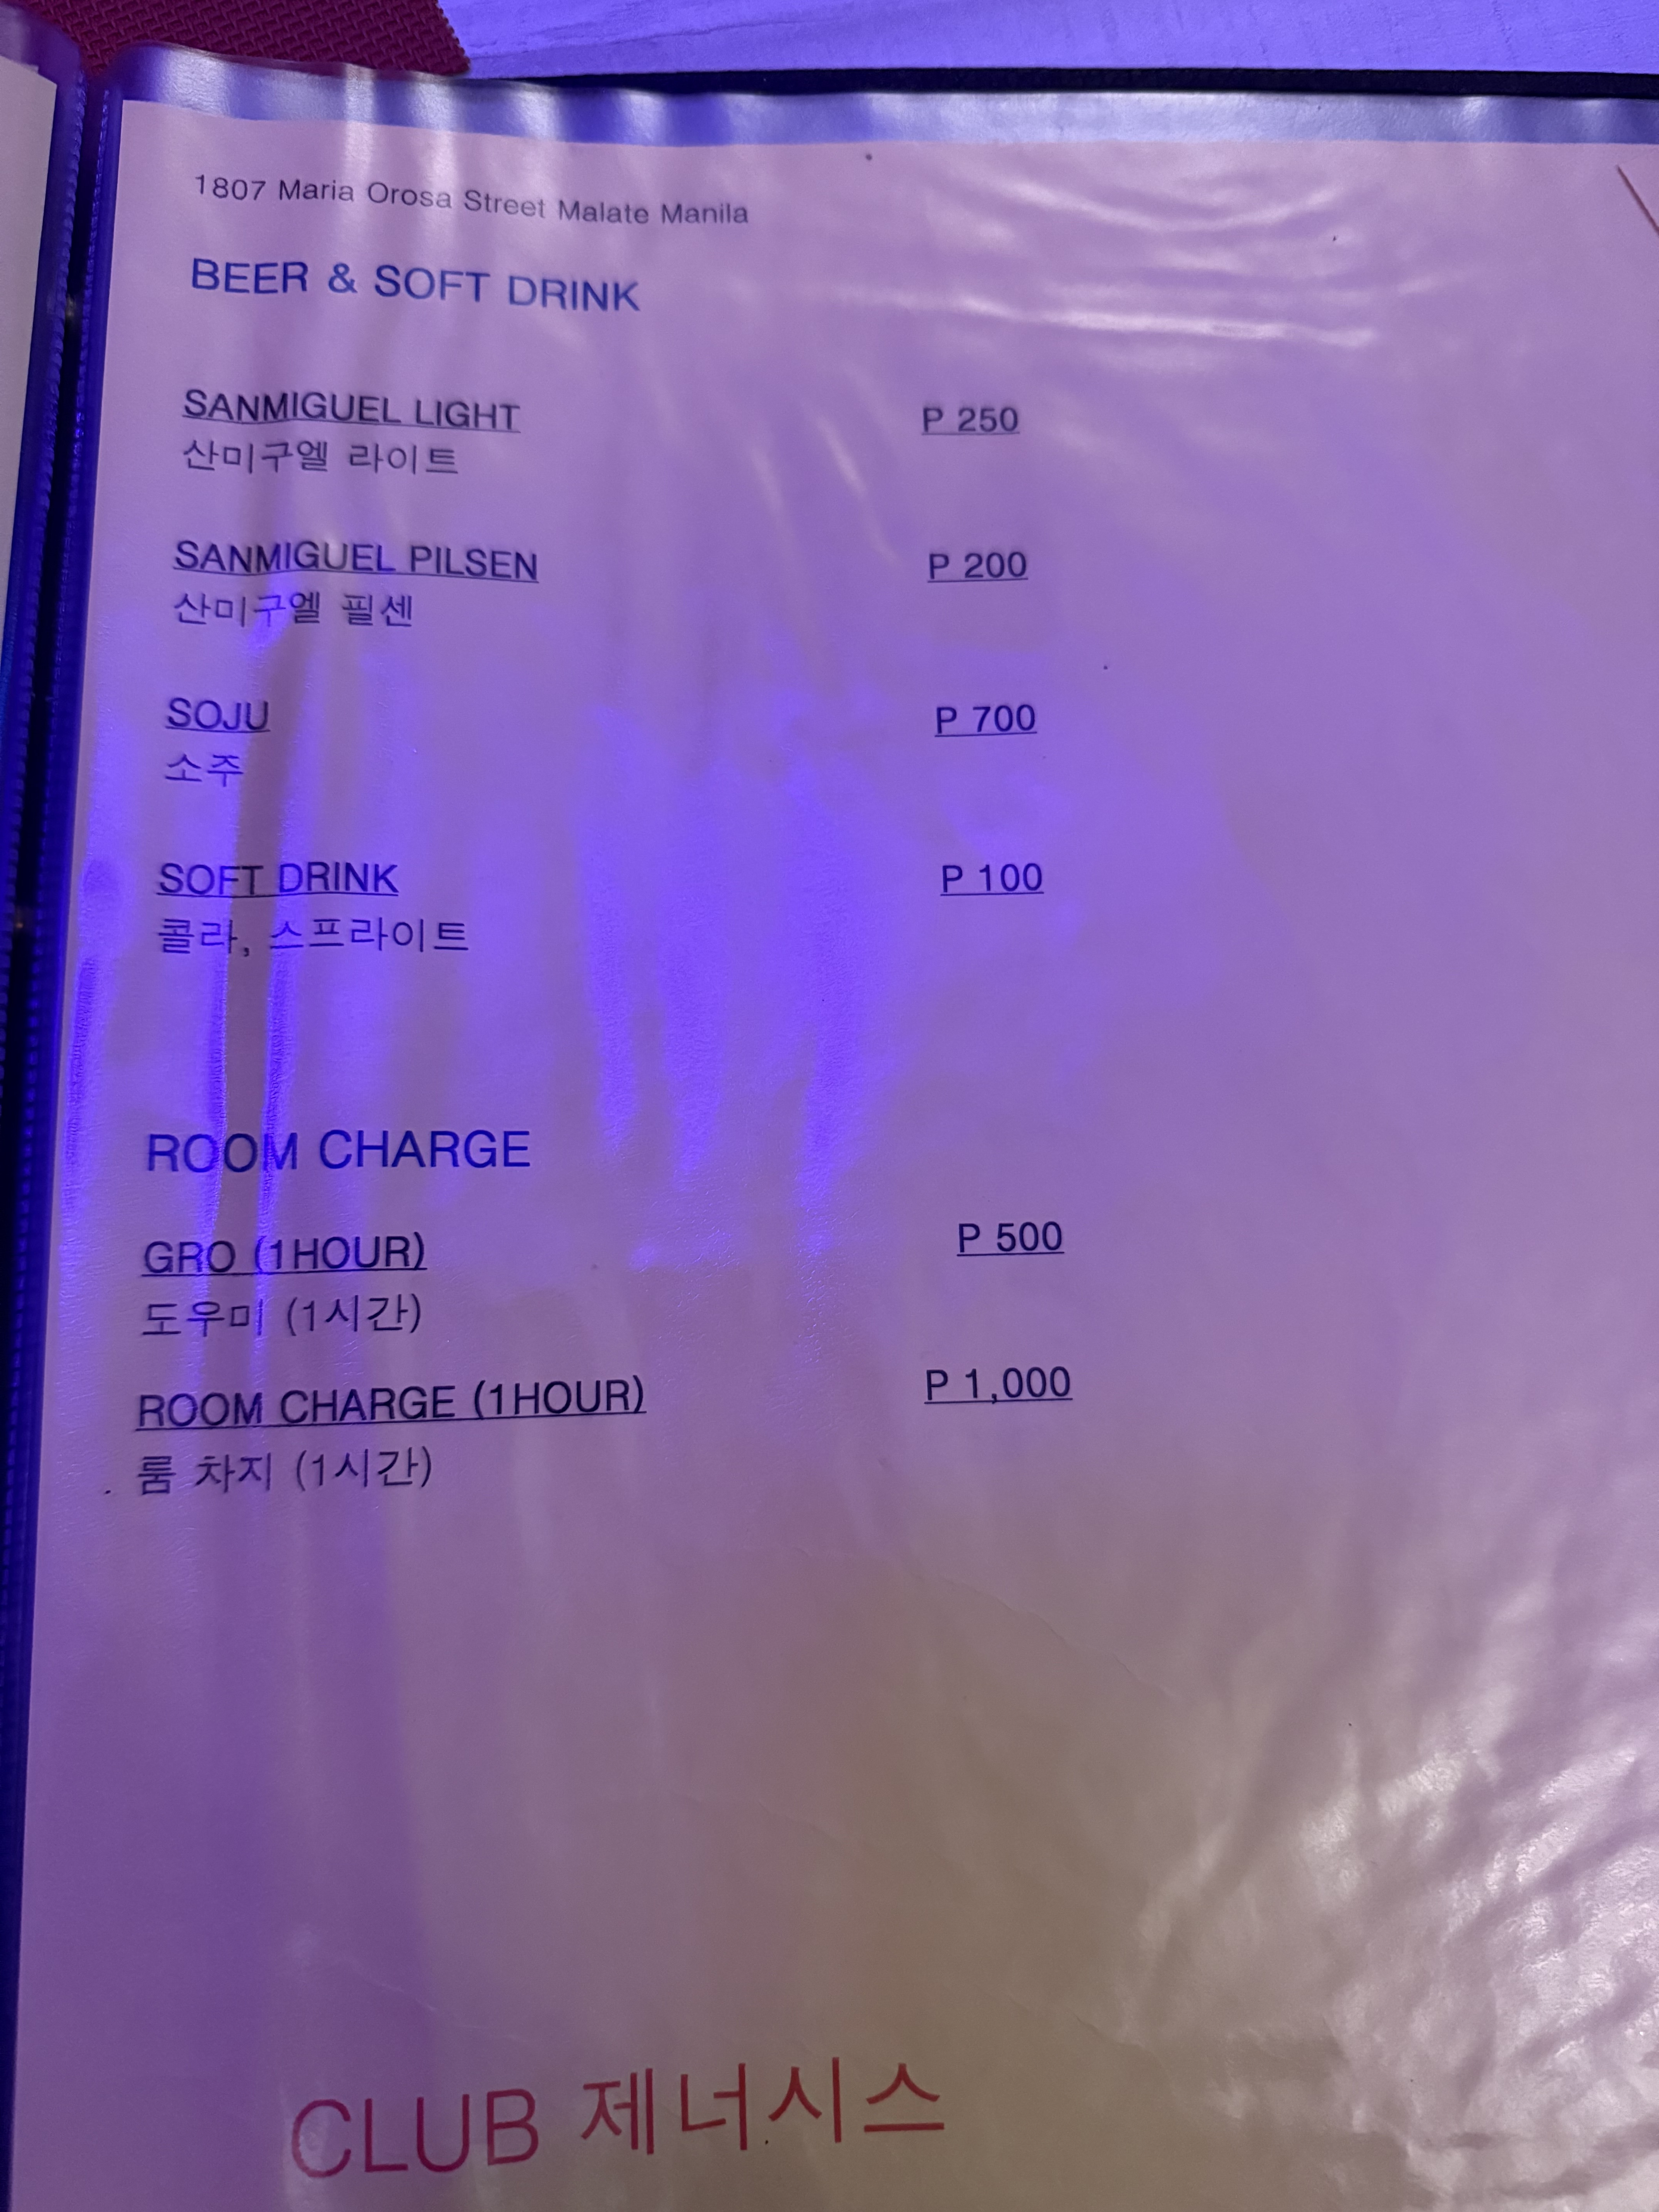 1807 Maria Orosa Street Malate Manila
BEER & SOFT DRINK
SANMIGUEL LIGHT P 250
산미구엘 라이트
SANMIGUEL PILSEN P 200
산미구엘 필센
SOJU P 700
소주
SOFT DRINK P 100
콜라, 스프라이트
ROOM CHARGE
GRO (1HOUR) P 500
도우미 (1시간)
ROOM CHARGE (1HOUR) P 1,000
룸 차지 (1시간)
CLUB 제너시스